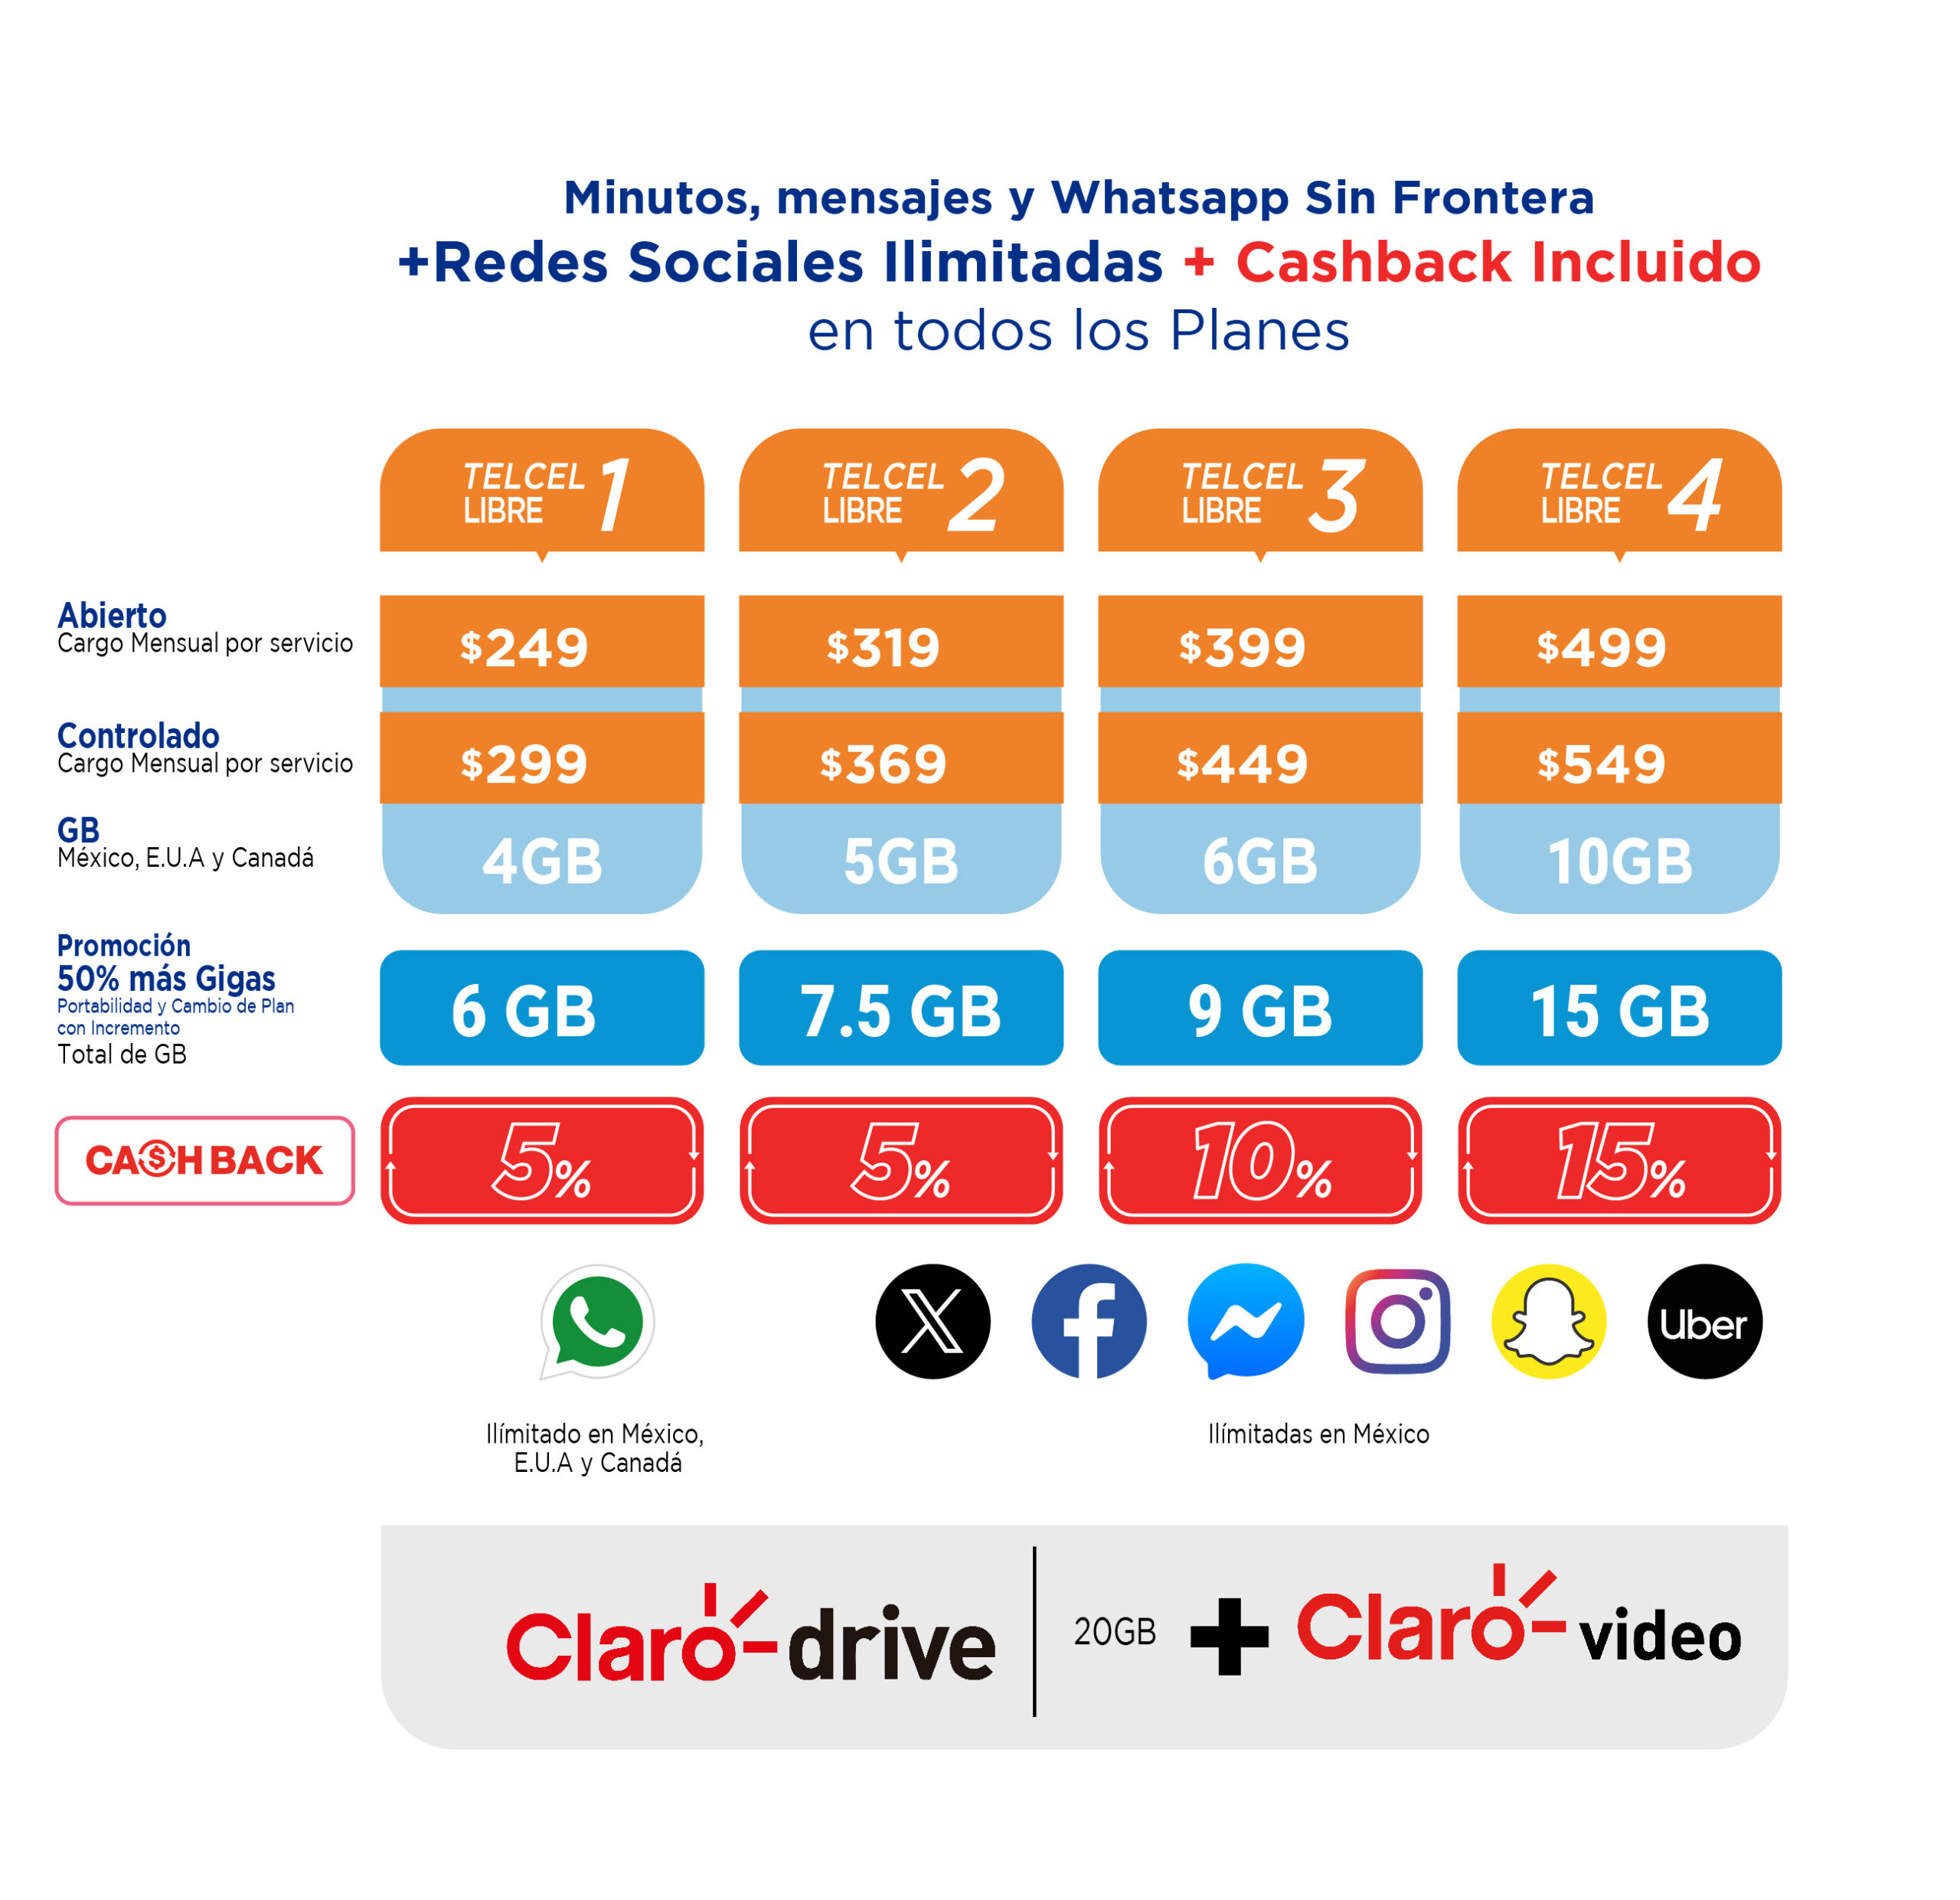 Minutos, mensajes y Whatsapp Sin Frontera
+Redes Sociales Ilimitadas + Cashback Incluido
en todos los Planes
TELCEL LIBRE 1
TELCEL LIBRE 2
TELCEL LIBRE 3
TELCEL LIBRE 4
Abierto
Cargo Mensual por servicio
$249
$319
$399
$499
Controlado
Cargo Mensual por servicio
$299
$369
$449
$549
GB
México, E.U.A y Canadá
4GB
5GB
6GB
10GB
Promoción
50% más Gigas
Portabilidad y Cambio de Plan
con Incremento
Total de GB
6 GB
7.5 GB
9 GB
15 GB
CA$HBACK
5%
5%
10%
15%
Uber
Ilímitado en México,
E.U.A y Canadá
Ilímitadas en México
Claro drive
20GB
+
Claro video